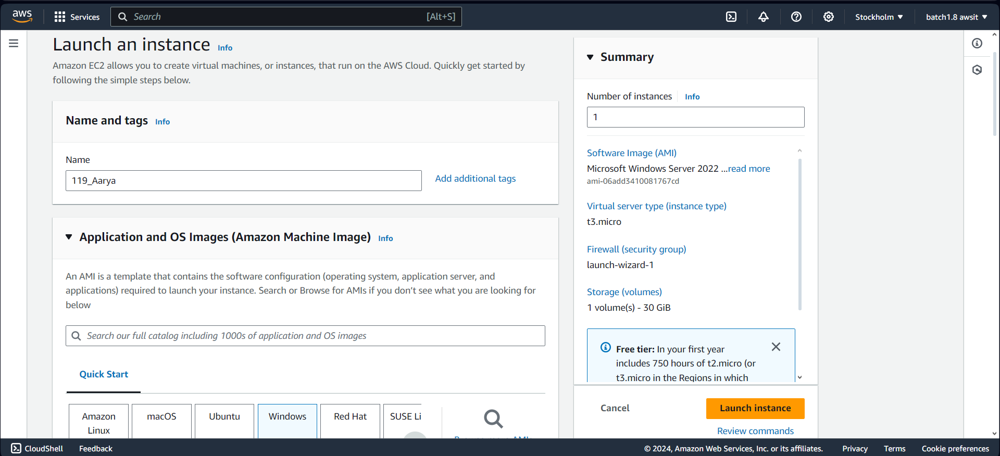 aws
Services
Search [Alt+S]
Stockholm
batch1.8 awsit
Launch an instance Info
Amazon EC2 allows you to create virtual machines, or instances, that run on the AWS Cloud. Quickly get started by
following the simple steps below.
Name and tags Info
Name
119_Aarya
Add additional tags
Application and OS Images (Amazon Machine Image) Info
An AMI is a template that contains the software configuration (operating system, application server, and
applications) required to launch your instance. Search or Browse for AMIs if you don’t see what you are looking for
below
Search our full catalog including 1000s of application and OS images
Quick Start
Amazon
Linux
macOS
Ubuntu
Windows
Red Hat
SUSE Li
Summary
Number of instances Info
1
Software Image (AMI)
Microsoft Windows Server 2022 ...read more
ami-06add3410081767cd
Virtual server type (instance type)
t3.micro
Firewall (security group)
launch-wizard-1
Storage (volumes)
1 volume(s) - 30 GiB
Free tier: In your first year
includes 750 hours of t2.micro (or
t3.micro in the Regions in which
Cancel
Launch instance
Review commands
CloudShell
Feedback
© 2024, Amazon Web Services, Inc. or its affiliates.
Privacy
Terms
Cookie preferences